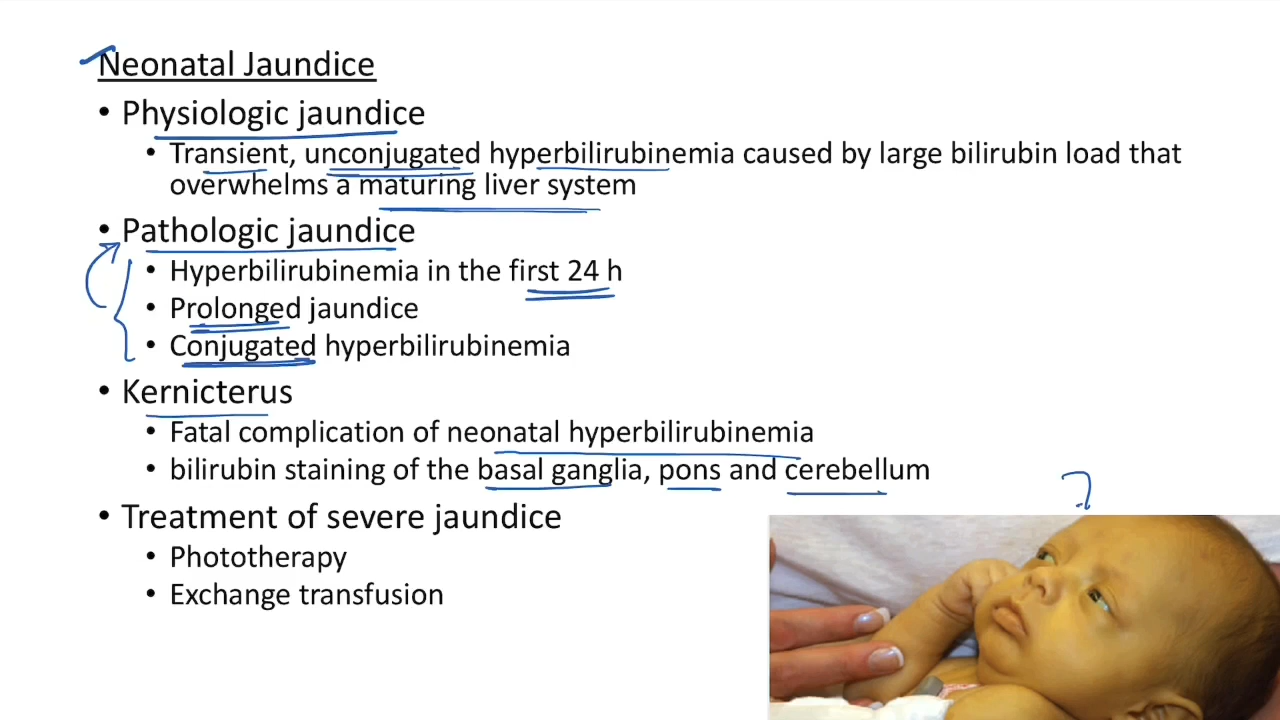 Neonatal Jaundice
• Physiologic jaundice
• Transient, unconjugated hyperbilirubinemia caused by large bilirubin load that
overwhelms a maturing liver system
• Pathologic jaundice
• Hyperbilirubinemia in the first 24 h
• Prolonged jaundice
• Conjugated hyperbilirubinemia
• Kernicterus
• Fatal complication of neonatal hyperbilirubinemia
• bilirubin staining of the basal ganglia, pons and cerebellum
?
• Treatment of severe jaundice
• Phototherapy
• Exchange transfusion